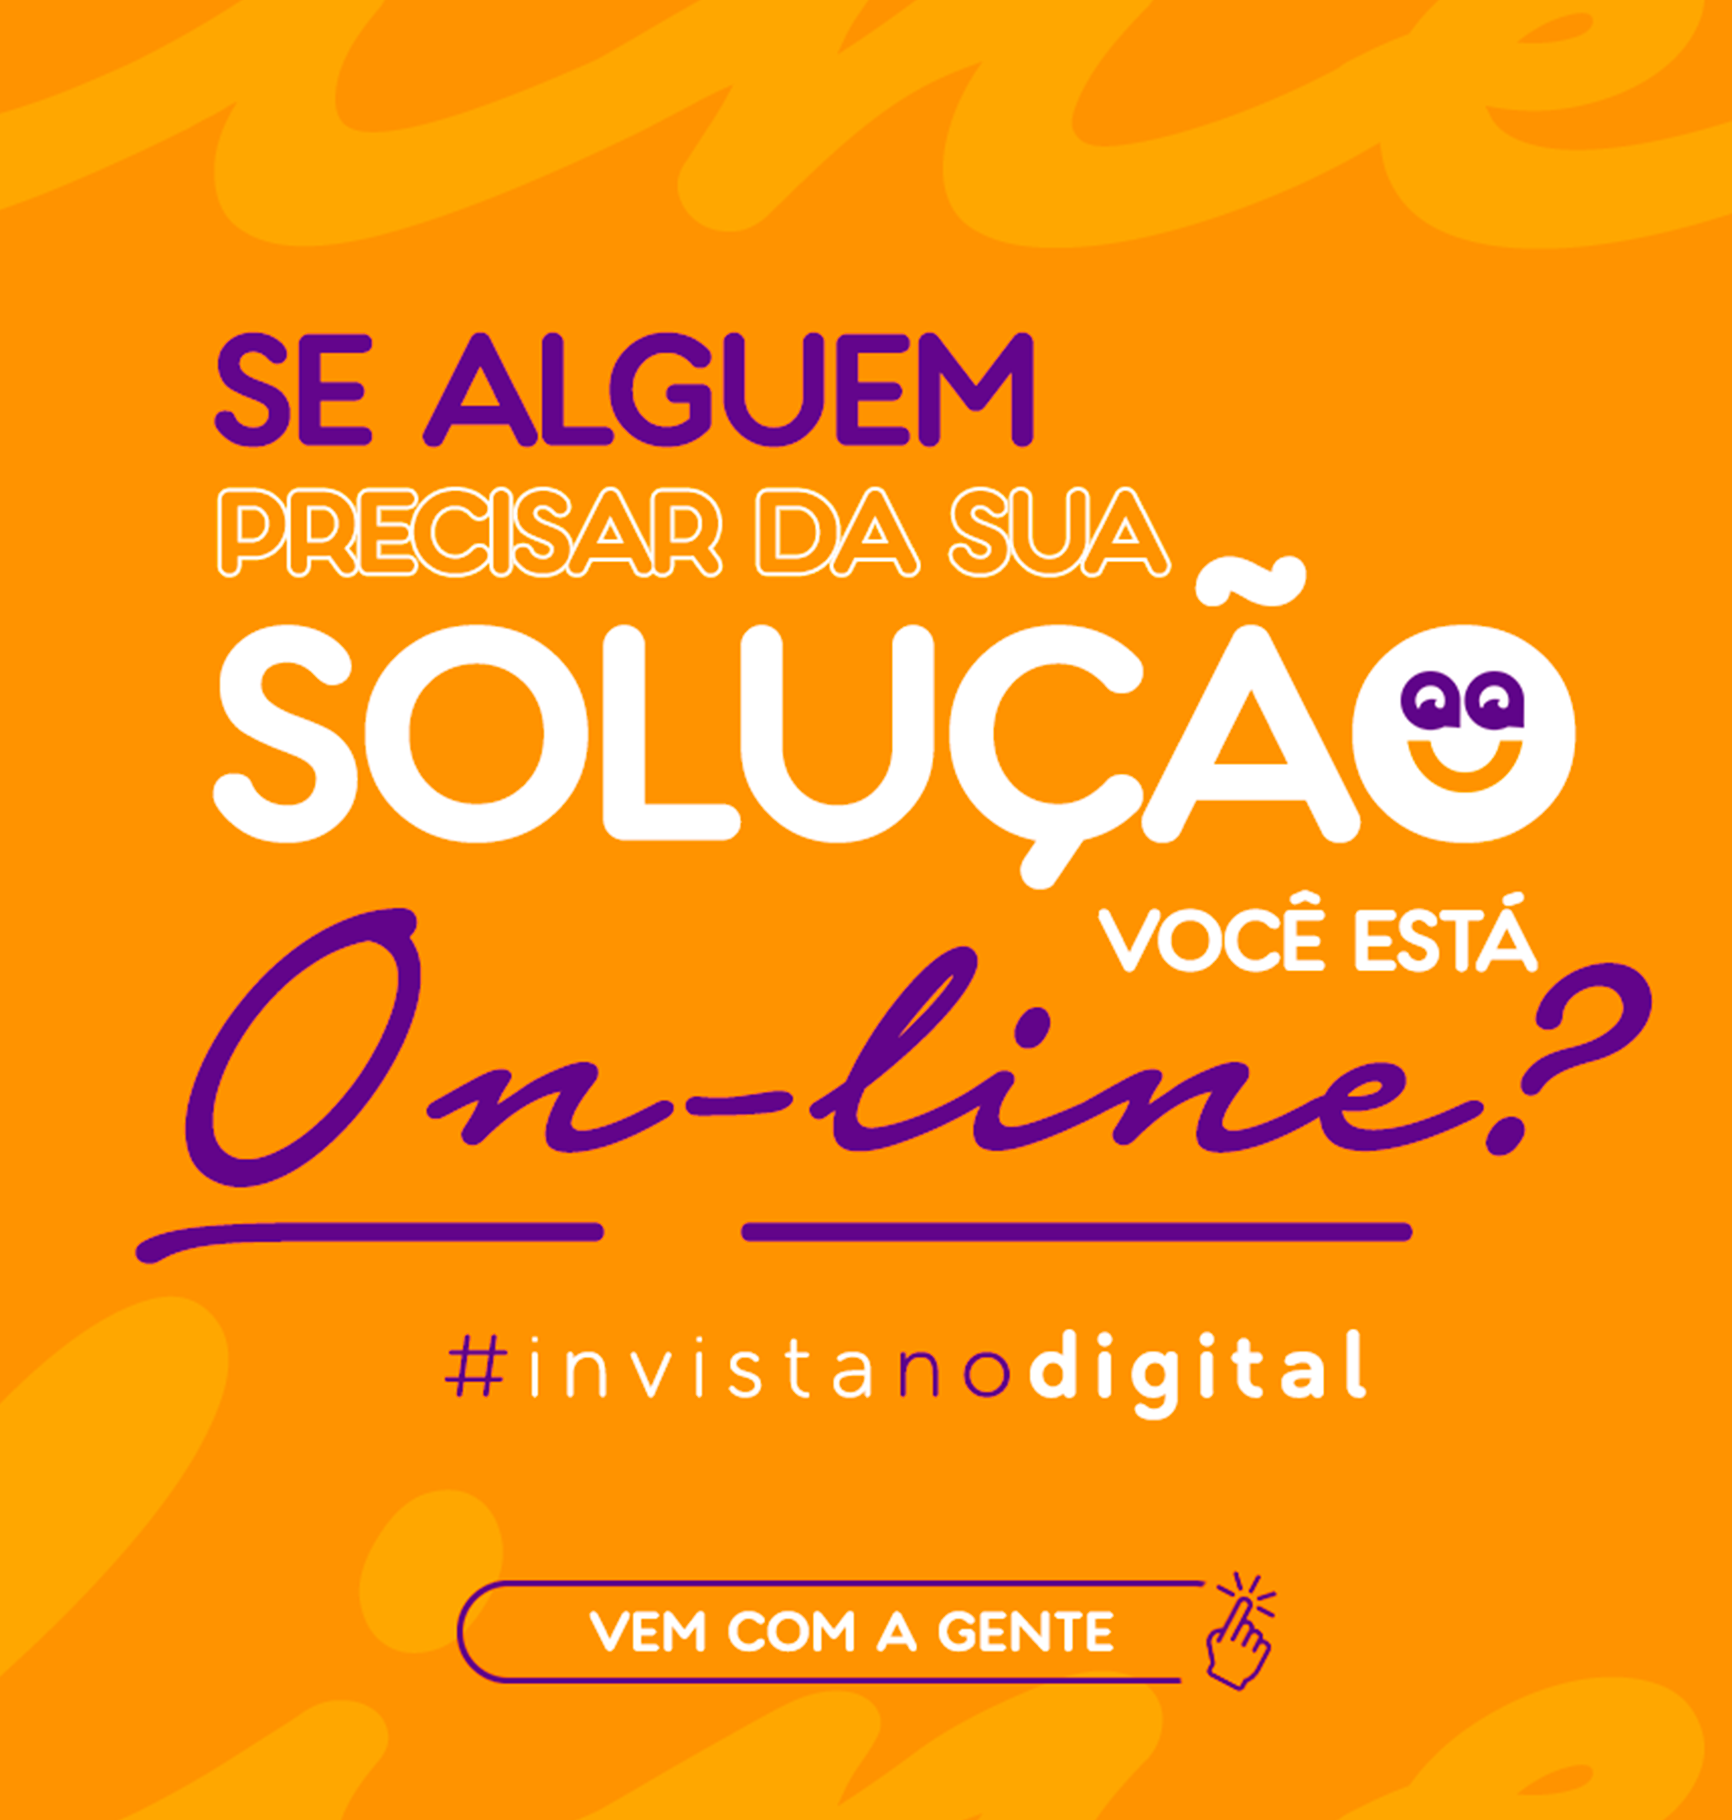 SE ALGUEM
PRECISAR DA SUA
SOLUÇÃO
VOCÊ ESTÁ
On-line?
#invistanodigital
VEM COM A GENTE